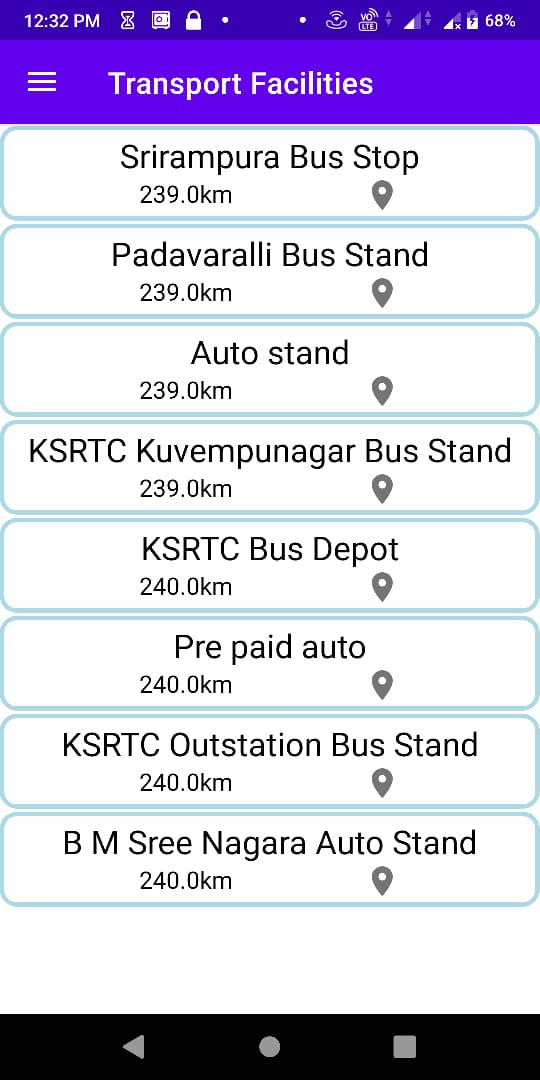 12:32 PM VO LTE 68%
Transport Facilities
Srirampura Bus Stop
239.0km
Padavaralli Bus Stand
239.0km
Auto stand
239.0km
KSRTC Kuvempunagar Bus Stand
239.0km
KSRTC Bus Depot
240.0km
Pre paid auto
240.0km
KSRTC Outstation Bus Stand
240.0km
B M Sree Nagara Auto Stand
240.0km